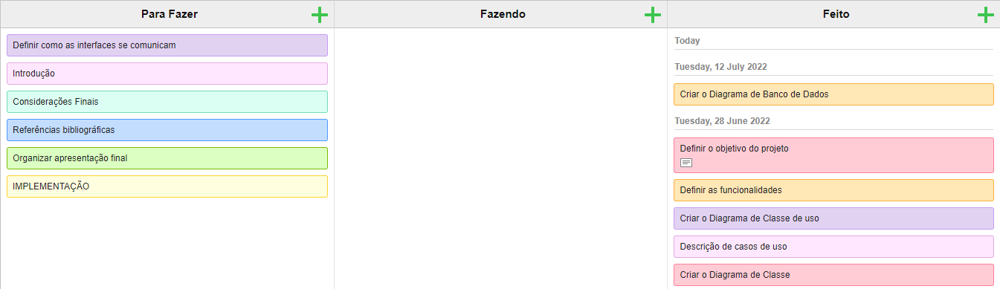 Para Fazer
Definir como as interfaces se comunicam
Introdução
Considerações Finais
Referências bibliográficas
Organizar apresentação final
IMPLEMENTAÇÃO
Fazendo
Feito
Today
Tuesday, 12 July 2022
Criar o Diagrama de Banco de Dados
Tuesday, 28 June 2022
Definir o objetivo do projeto
Definir as funcionalidades
Criar o Diagrama de Classe de uso
Descrição de casos de uso
Criar o Diagrama de Classe